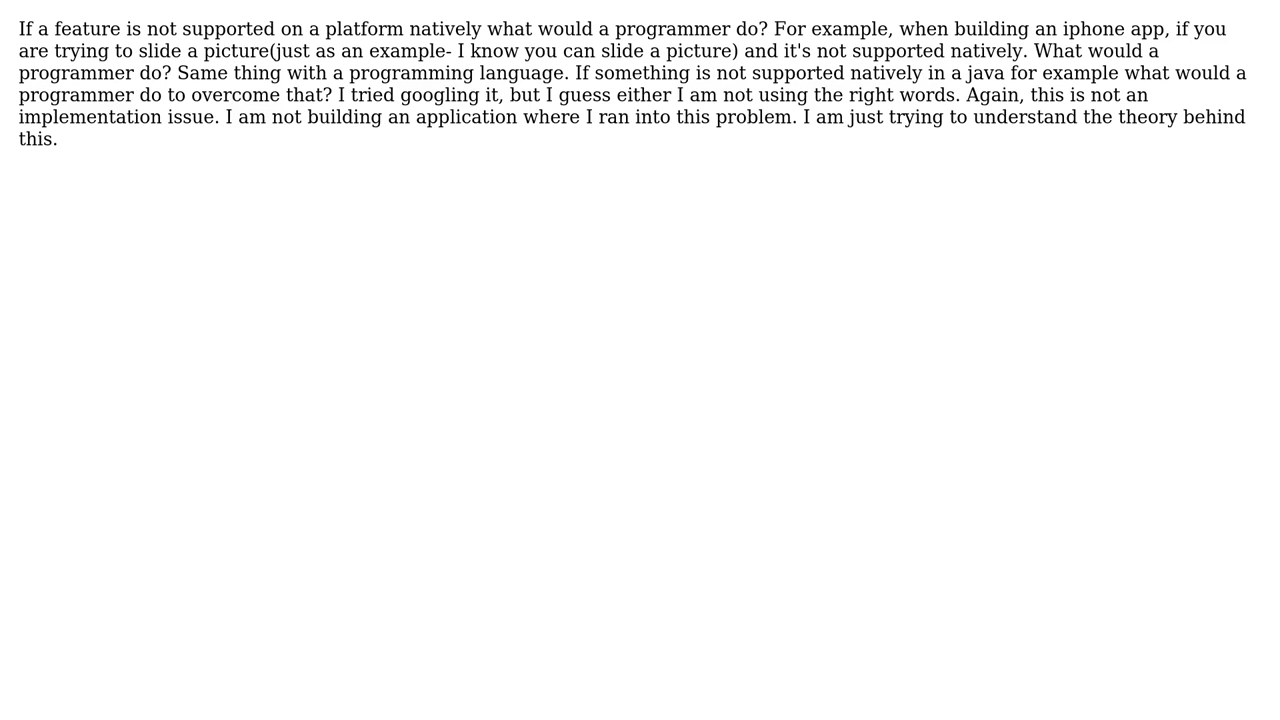 If a feature is not supported on a platform natively what would a programmer do? For example, when building an iphone app, if you
are trying to slide a picture(just as an example- I know you can slide a picture) and it's not supported natively. What would a
programmer do? Same thing with a programming language. If something is not supported natively in a java for example what would a
programmer do to overcome that? I tried googling it, but I guess either I am not using the right words. Again, this is not an
implementation issue. I am not building an application where I ran into this problem. I am just trying to understand the theory behind
this.